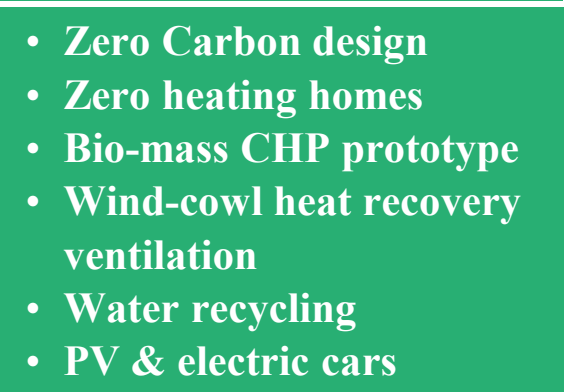 • Zero Carbon design
• Zero heating homes
• Bio-mass CHP prototype
• Wind-cowl heat recovery
ventilation
• Water recycling
• PV & electric cars